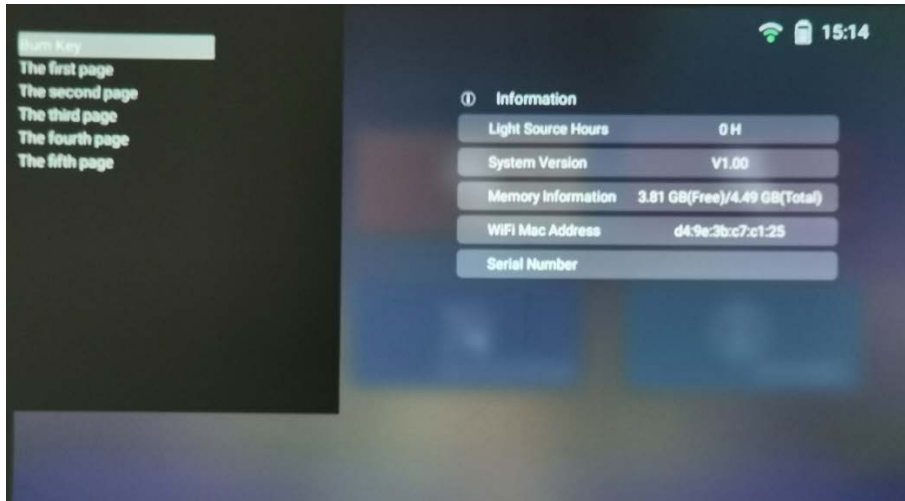 Burn Key
The first page
The second page
The third page
The fourth page
The fifth page
15:14
Information
Light Source Hours 0 H
System Version V1.00
Memory Information 3.81 GB(Free)/4.49 GB(Total)
WiFi Mac Address d4:9e:3b:c7:c1:25
Serial Number